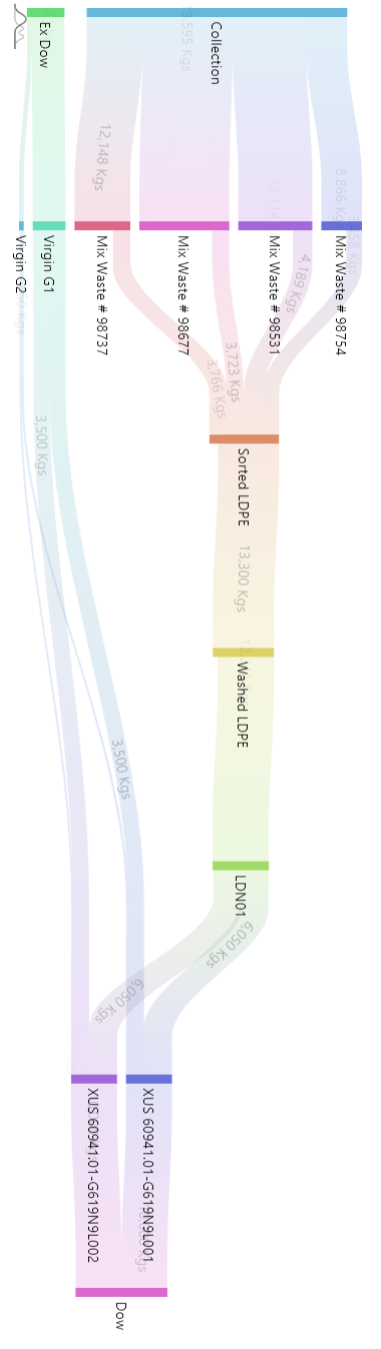 Ex Dow
Collection
19,595 Kgs
12,148 Kgs
8,866 Kgs
Virgin G2
Virgin G1
Mix Waste # 98737
Mix Waste # 98677
Mix Waste # 98531
Mix Waste # 98754
4,189 Kgs
3,723 Kgs
3,766 Kgs
3,500 Kgs
Sorted LDPE
13,300 Kgs
Washed LDPE
3,500 Kgs
LDN01
6,050 Kgs
6,050 Kgs
XUS 60941.01-G619N9L002
XUS 60941.01-G619N9L001
Dow